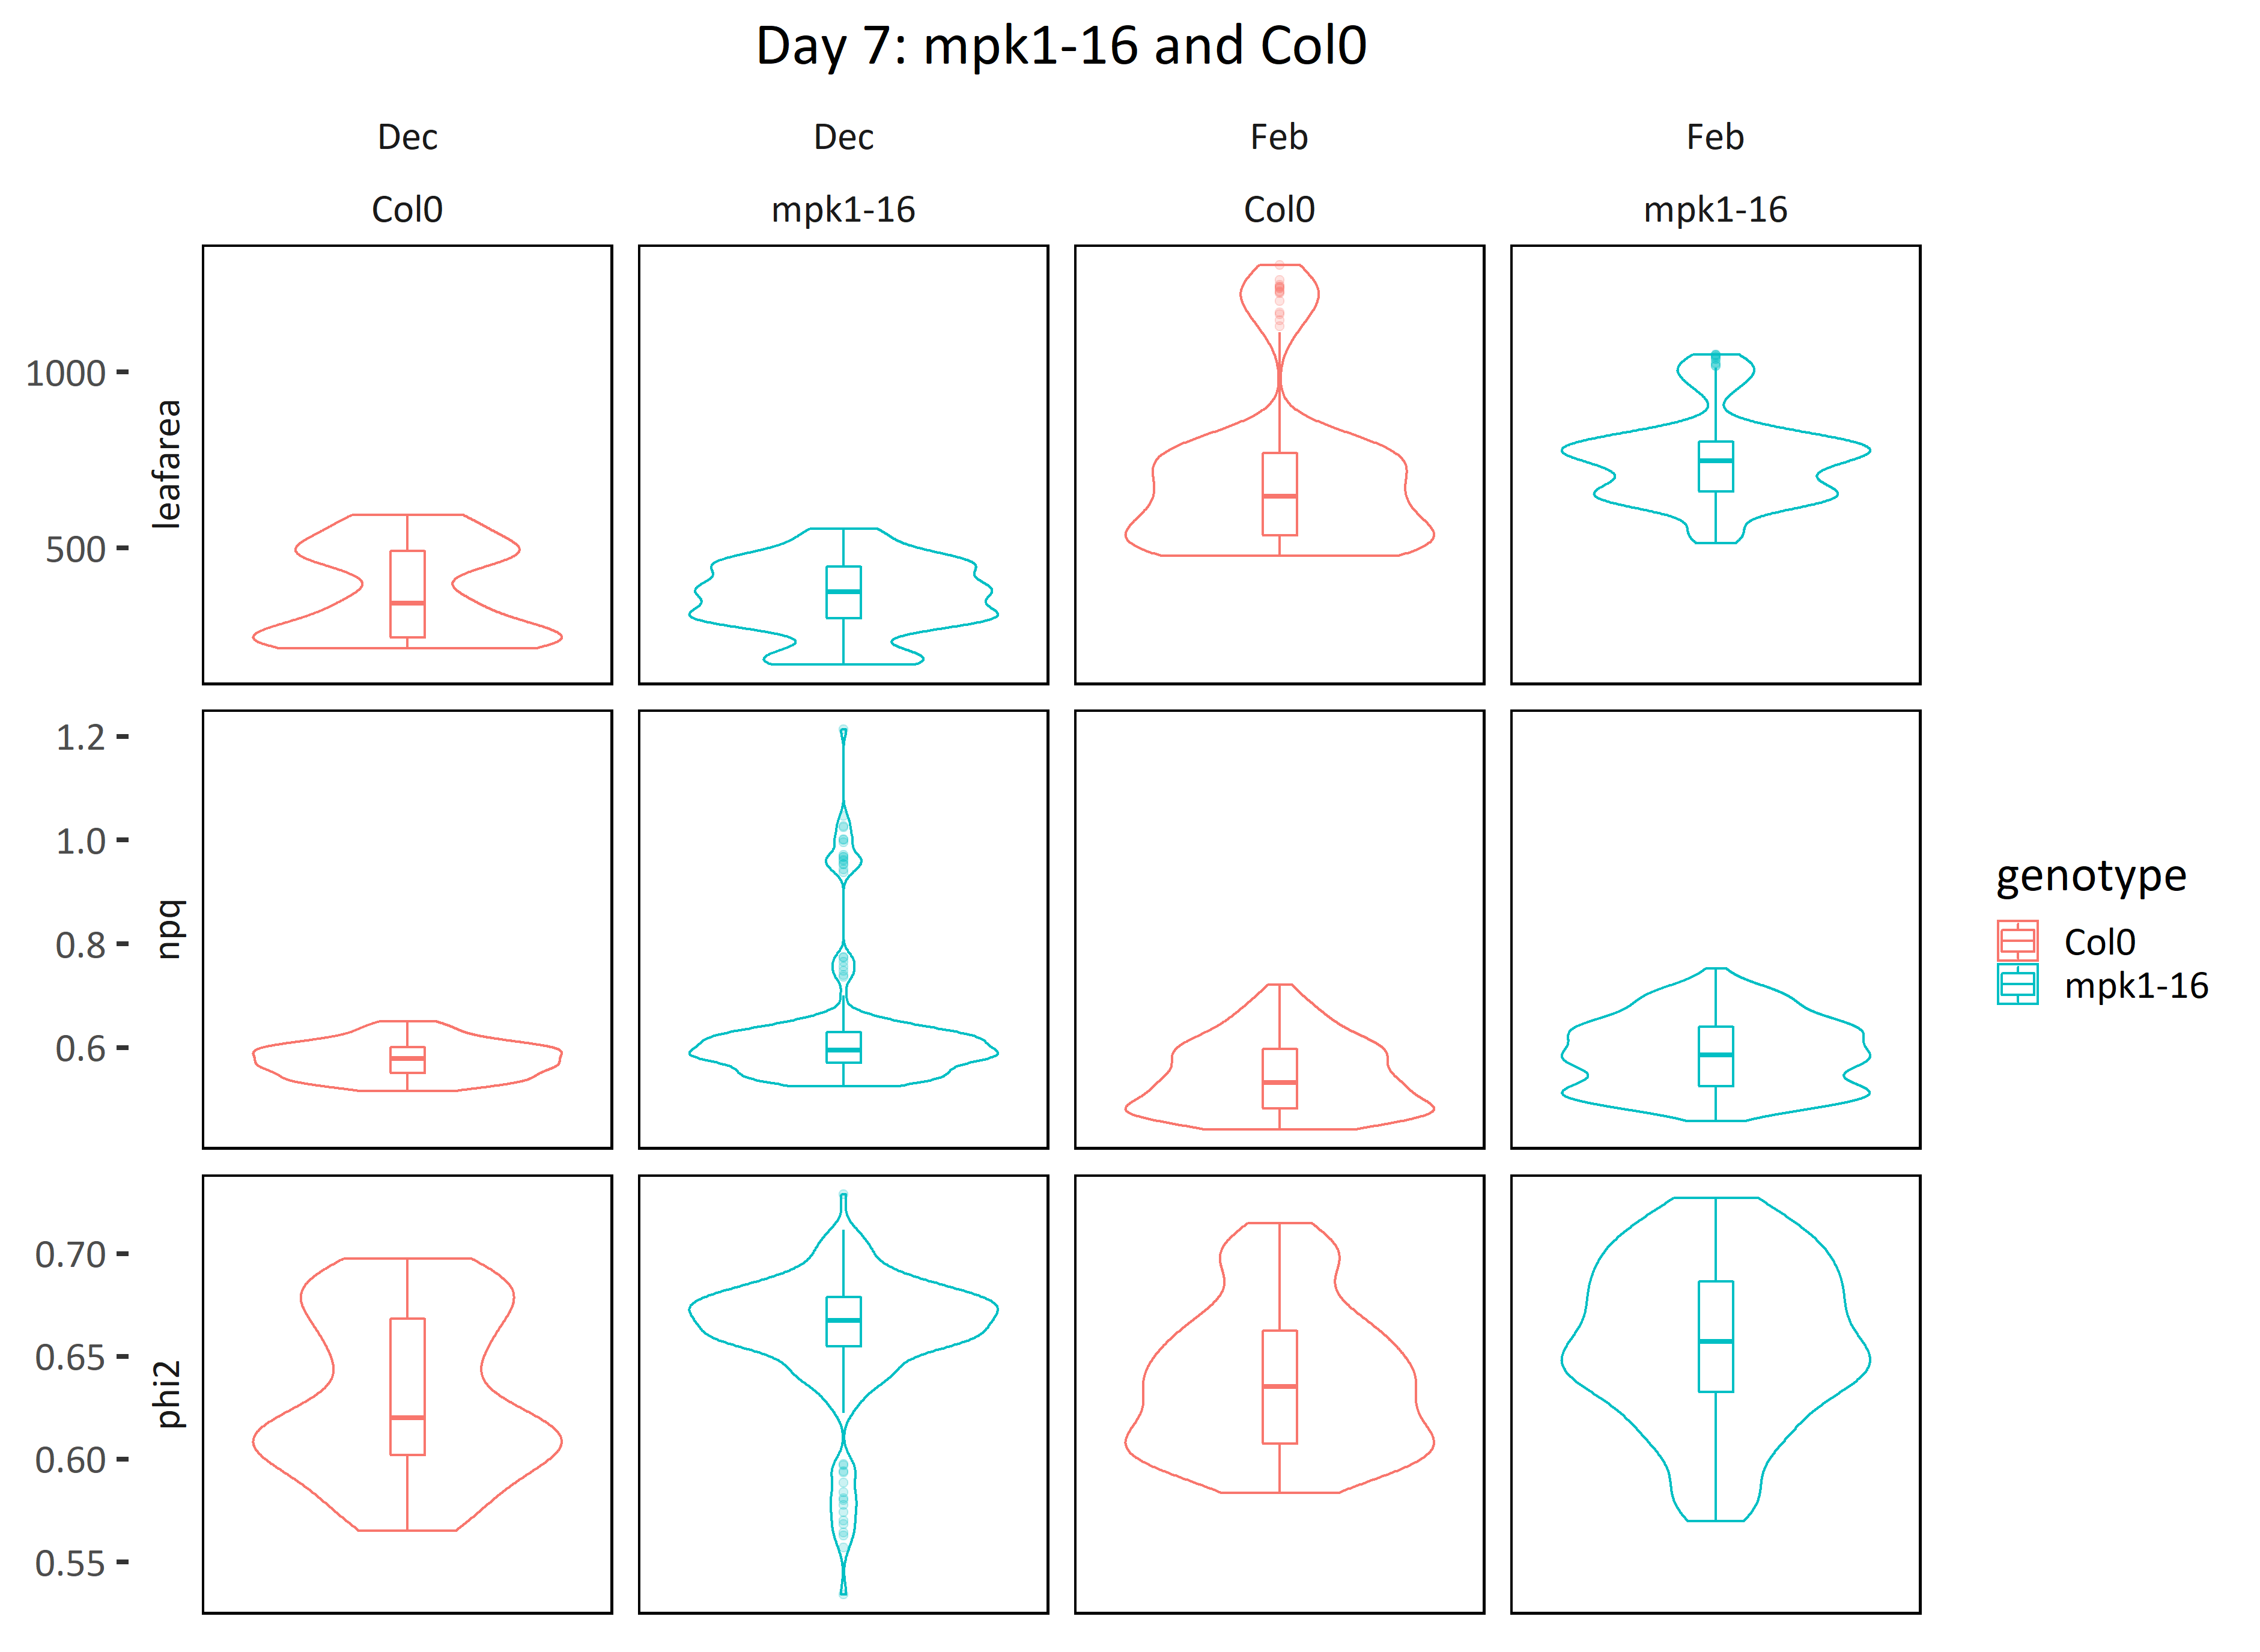 Day 7: mpk1-16 and Col0
Dec Dec Feb Feb
Col0 mpk1-16 Col0 mpk1-16
leafarea
1000
500
npq
1.2
1.0
0.8
0.6
phi2
0.70
0.65
0.60
0.55
genotype
Col0
mpk1-16